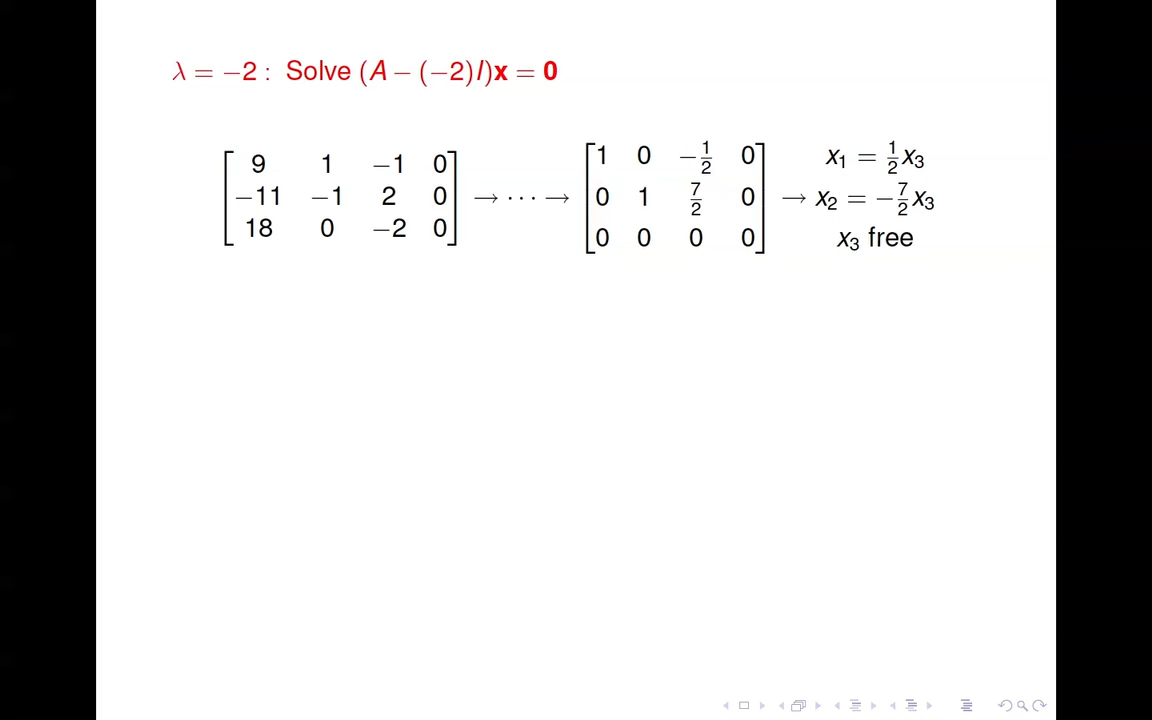 λ = −2 : Solve (A − (−2)I)x = 0
[ 9 1 −1 0 ] [ 1 0 −1/2 0 ] x₁ = 1/2 x₃
[ −11 −1 2 0 ] → ⋯ → [ 0 1 7/2 0 ] → x₂ = −7/2 x₃
[ 18 0 −2 0 ] [ 0 0 0 0 ] x₃ free